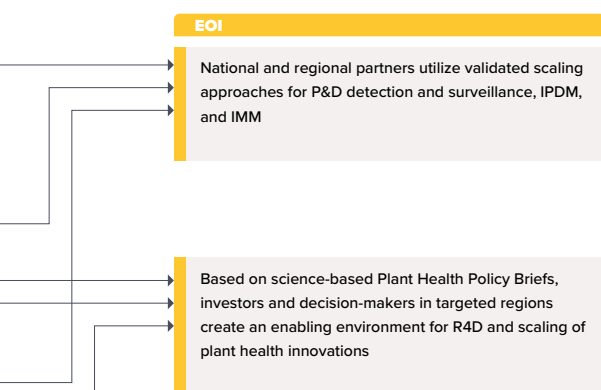 EOI
National and regional partners utilize validated scaling
approaches for P&D detection and surveillance, IPDM,
and IMM
Based on science-based Plant Health Policy Briefs,
investors and decision-makers in targeted regions
create an enabling environment for R4D and scaling of
plant health innovations